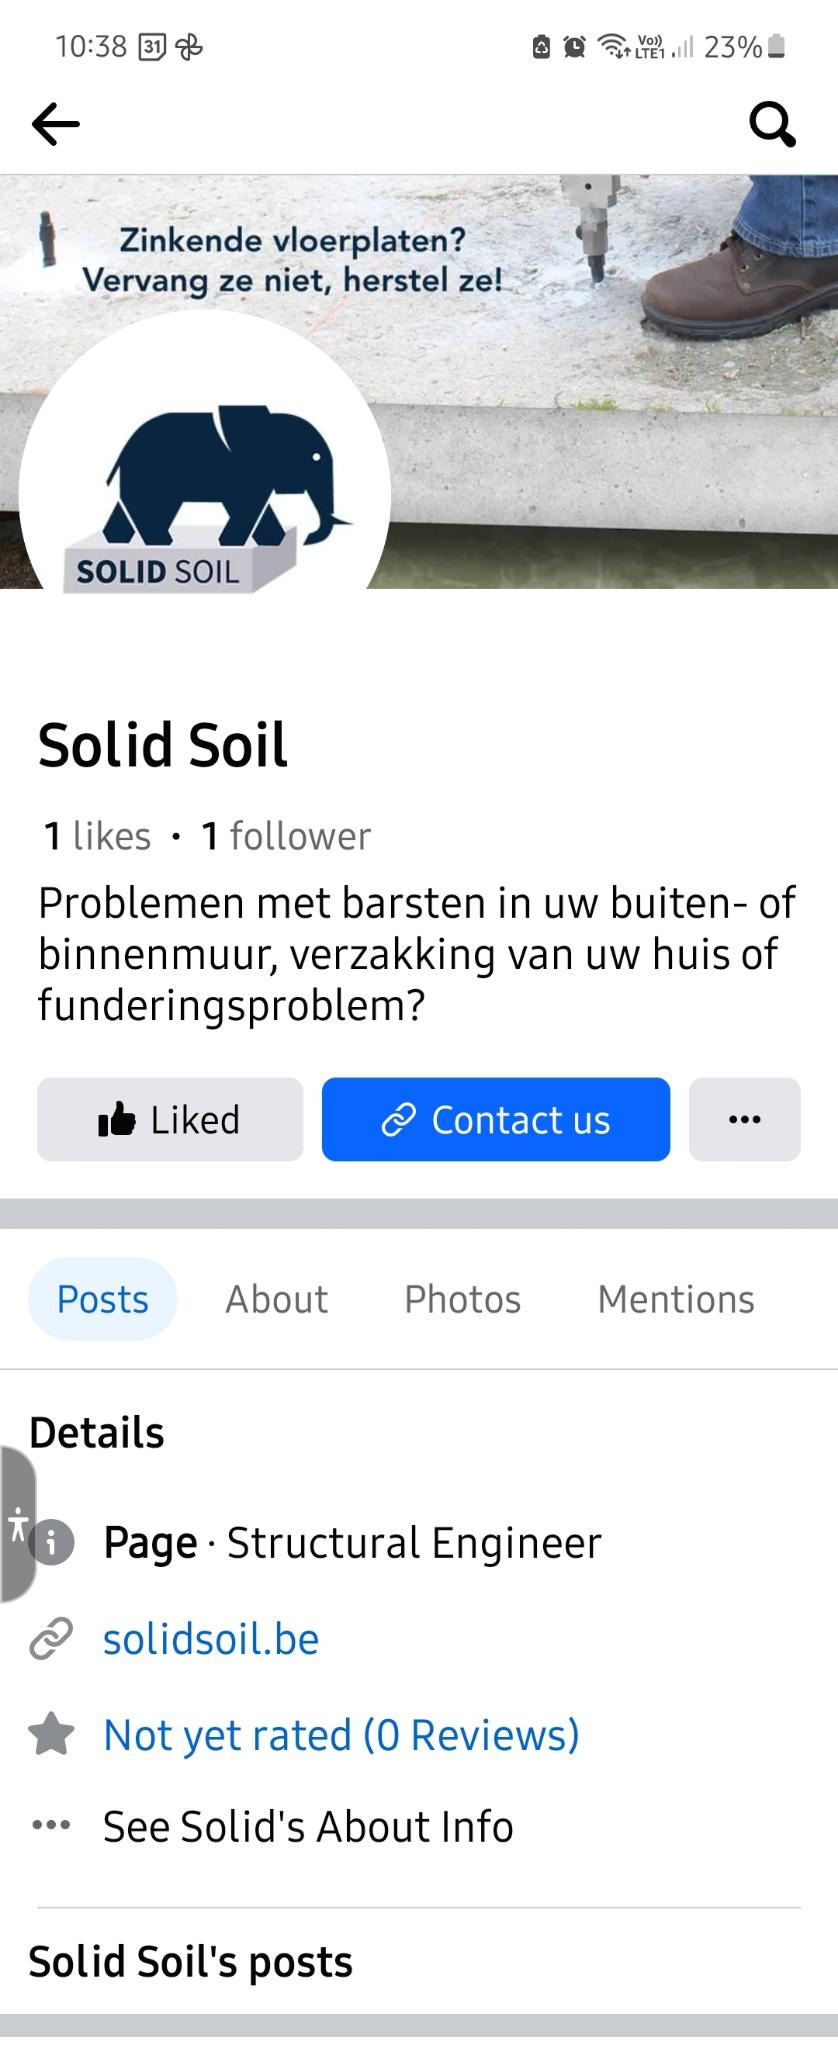 10:38 31 Vo)) LTE1 23%
Zinkende vloerplaten?
Vervang ze niet, herstel ze!
SOLID SOIL
Solid Soil
1 likes · 1 follower
Problemen met barsten in uw buiten- of
binnenmuur, verzakking van uw huis of
funderingsproblem?
Liked Contact us
Posts About Photos Mentions
Details
Page · Structural Engineer
solidsoil.be
Not yet rated (0 Reviews)
See Solid's About Info
Solid Soil's posts